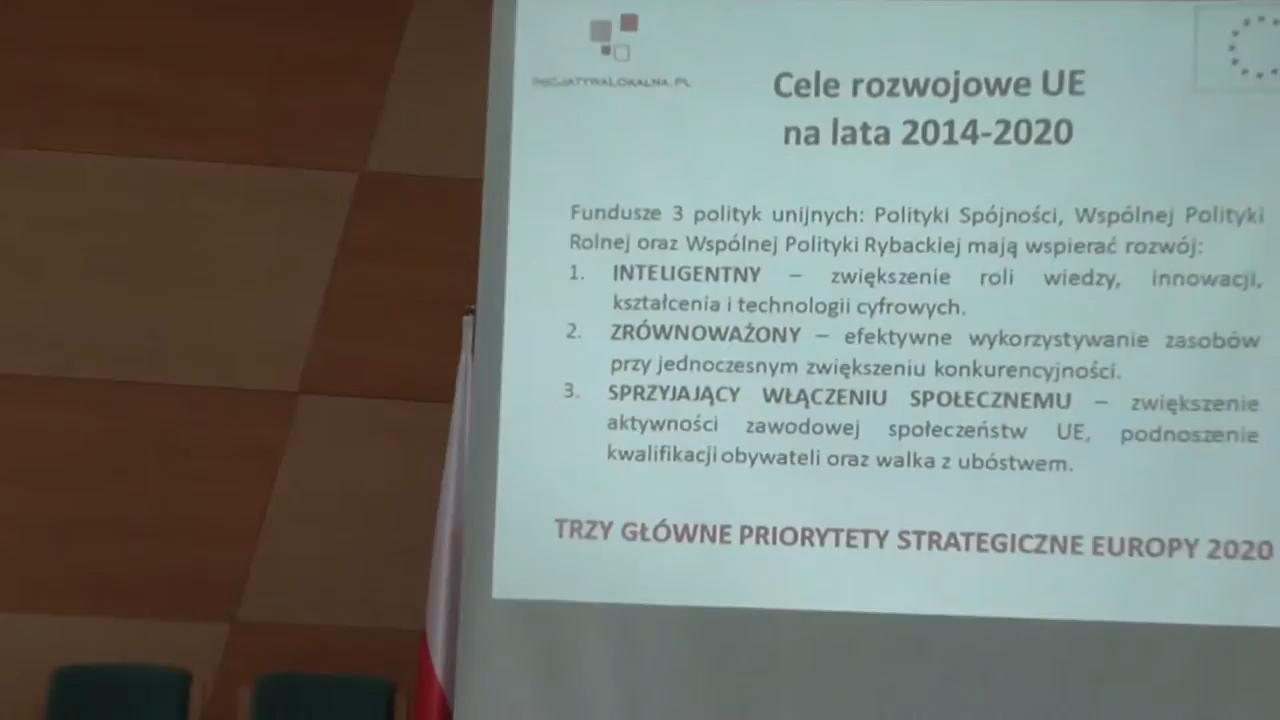 INICJATYWALOKALNA.PL
Cele rozwojowe UE
na lata 2014-2020
Fundusze 3 polityk unijnych: Polityki Spójności, Wspólnej Polityki
Rolnej oraz Wspólnej Polityki Rybackiej mają wspierać rozwój:
1. INTELIGENTNY – zwiększenie roli wiedzy, innowacji,
kształcenia i technologii cyfrowych.
2. ZRÓWNOWAŻONY – efektywne wykorzystywanie zasobów
przy jednoczesnym zwiększeniu konkurencyjności.
3. SPRZYJAJĄCY WŁĄCZENIU SPOŁECZNEMU – zwiększenie
aktywności zawodowej społeczeństw UE, podnoszenie
kwalifikacji obywateli oraz walka z ubóstwem.
TRZY GŁÓWNE PRIORYTETY STRATEGICZNE EUROPY 2020